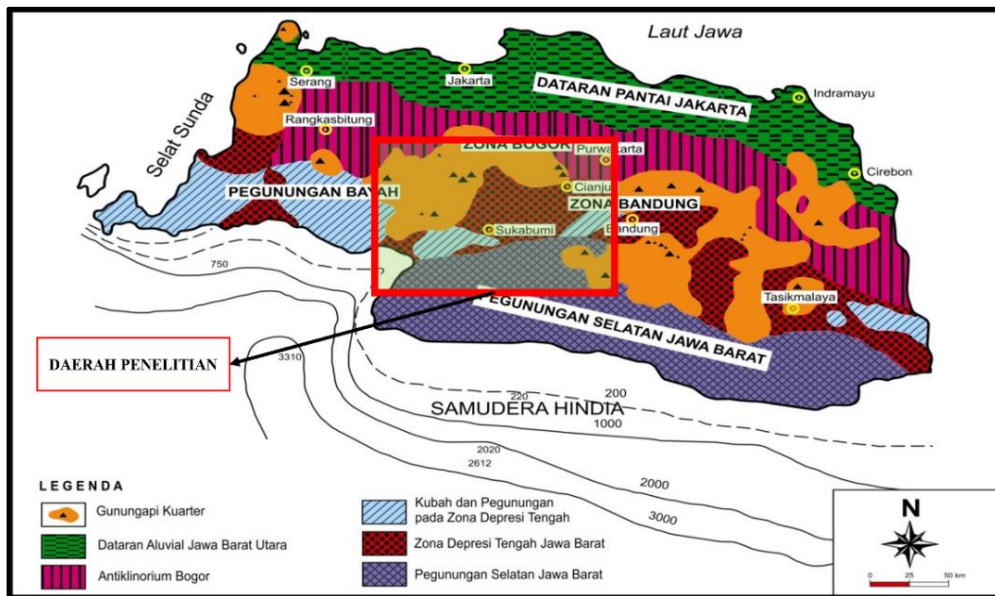 Laut Jawa
Selat Sunda
Serang
Jakarta
DATARAN PANTAI JAKARTA
Indramayu
Rangkasbitung
ZONA BOGOR
Purwakarta
Cirebon
PEGUNUNGAN BAYAH
Cianjur
ZONA BANDUNG
Sukabumi
Bandung
750
Tasikmalaya
PEGUNUNGAN SELATAN JAWA BARAT
DAERAH PENELITIAN
3310
220
200
SAMUDERA HINDIA
1000
2020
2612
2000
3000
LEGENDA
Gunungapi Kuarter
Dataran Aluvial Jawa Barat Utara
Antiklinorium Bogor
Kubah dan Pegunungan
pada Zona Depresi Tengah
Zona Depresi Tengah Jawa Barat
Pegunungan Selatan Jawa Barat
N
0 25 50 km